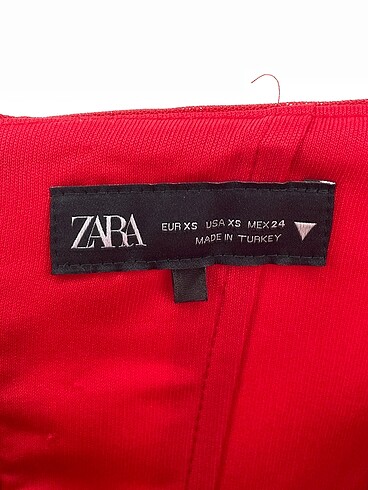 ZARA
EUR XS USA XS MEX 24
MADE IN TURKEY